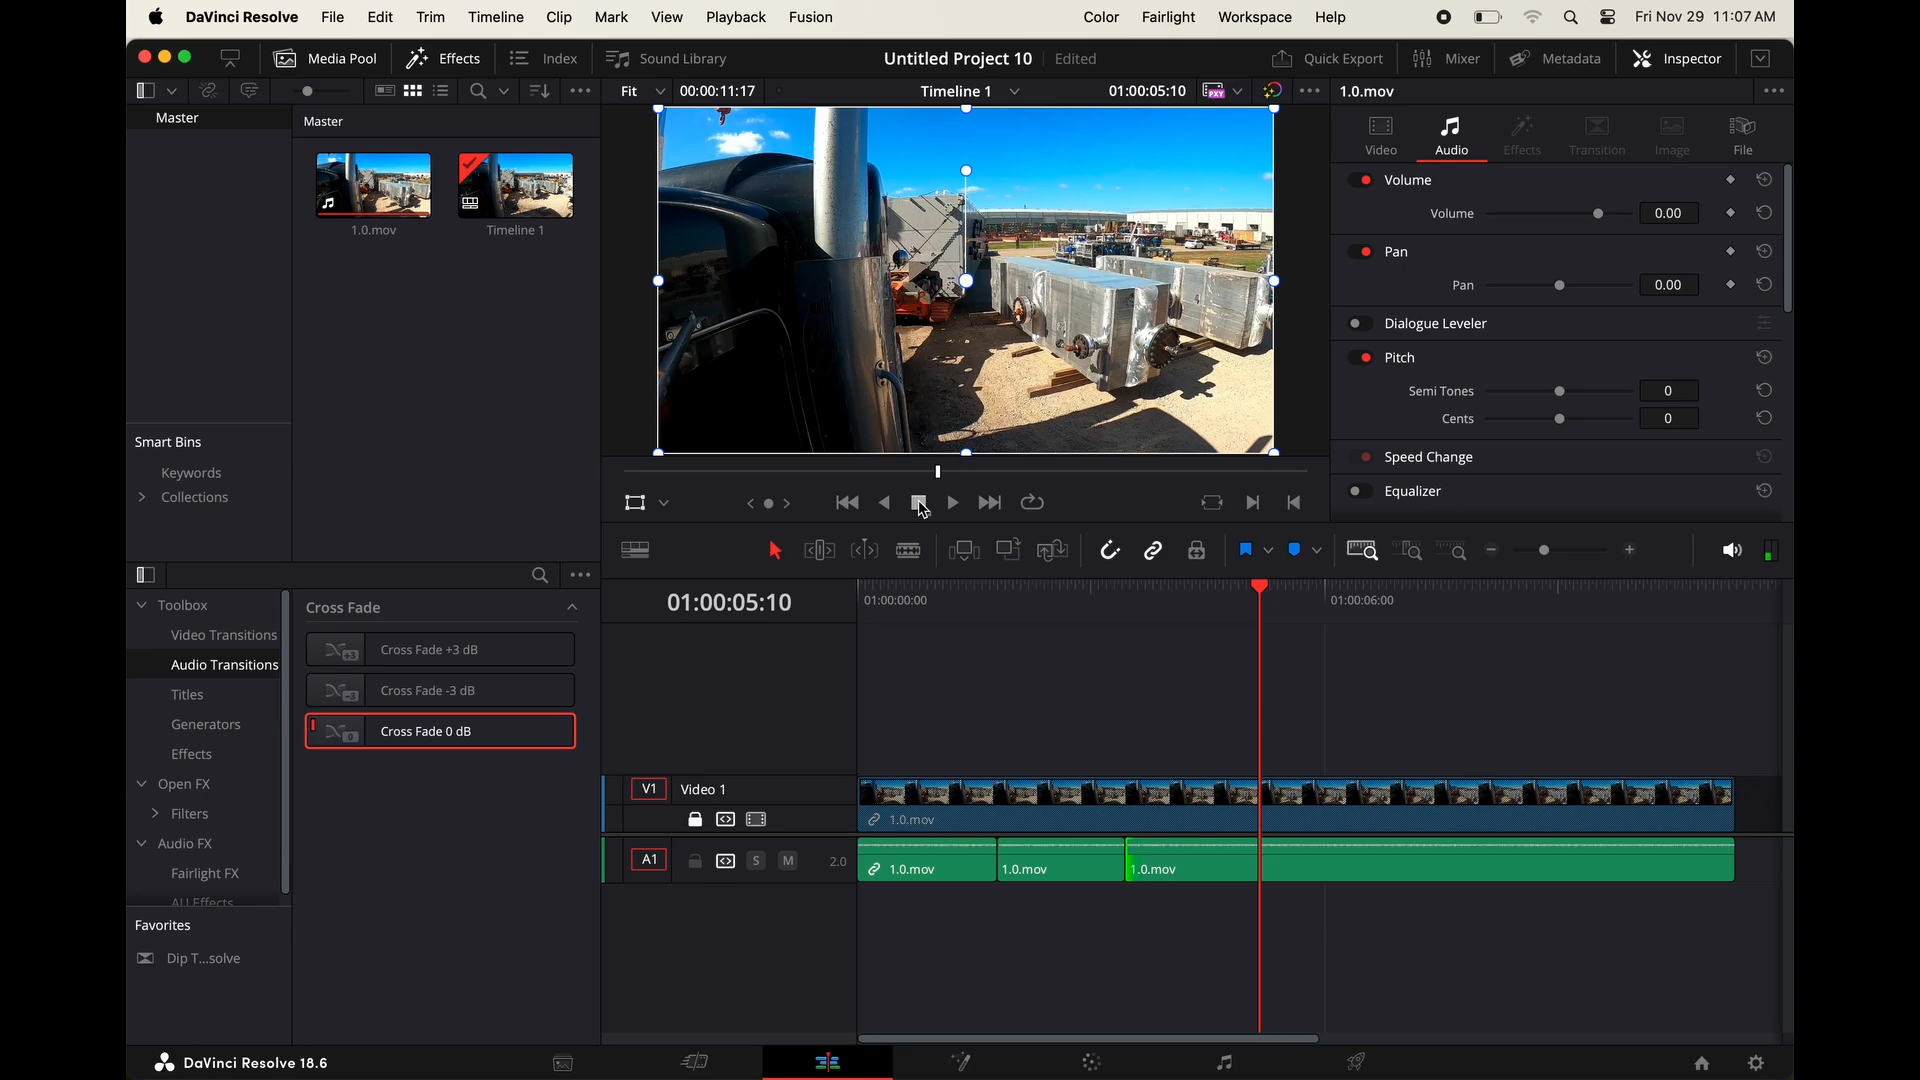 DaVinci Resolve File Edit Trim Timeline Clip Mark View Playback Fusion Color Fairlight Workspace Help Fri Nov 29 11:07 AM
Media Pool Effects Index Sound Library Untitled Project 10 Edited Quick Export Mixer Metadata Inspector
Fit 00:00:11:17 Timeline 1 01:00:05:10 PXY 1.0.mov
Master
Master
1.0.mov
Timeline 1
Smart Bins
Keywords
Collections
Video Audio Effects Transition Image File
Volume
Volume 0.00
Pan
Pan 0.00
Dialogue Leveler
Pitch
Semi Tones 0
Cents 0
Speed Change
Equalizer
Toolbox
Video Transitions
Audio Transitions
Titles
Generators
Effects
Open FX
Filters
Audio FX
Fairlight FX
All Effects
Favorites
Dip T...solve
Cross Fade
+3 Cross Fade +3 dB
-3 Cross Fade -3 dB
0 Cross Fade 0 dB
01:00:05:10 01:00:00:00 01:00:06:00
V1 Video 1
1.0.mov
A1 S M 2.0 1.0.mov 1.0.mov 1.0.mov
DaVinci Resolve 18.6